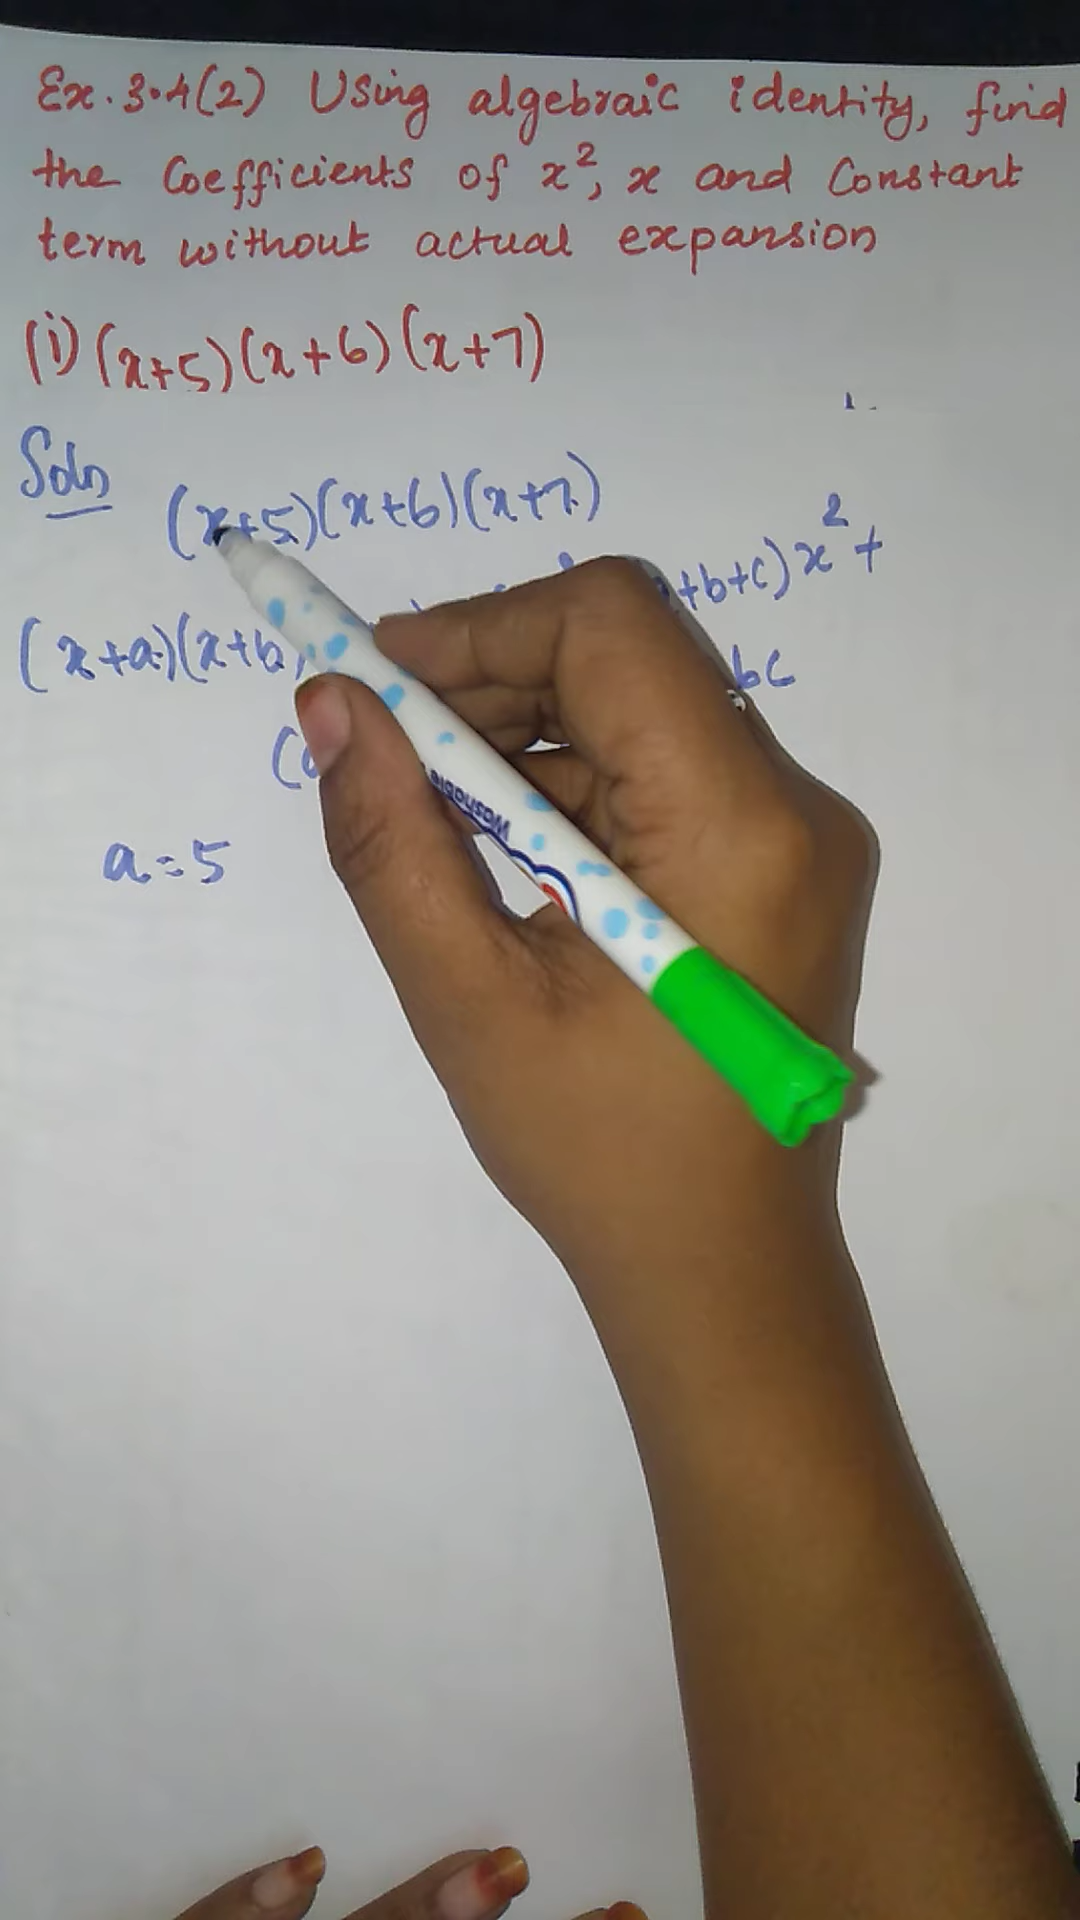 Ex. 3.4(2) Using algebraic identity, find
the Coefficients of x², x and Constant
term without actual expansion
(i) (x+5)(x+6)(x+7)
Soln (x+5)(x+6)(x+7)
(x+a)(x+b) +b+c)x² +
bc
a=5
Washable